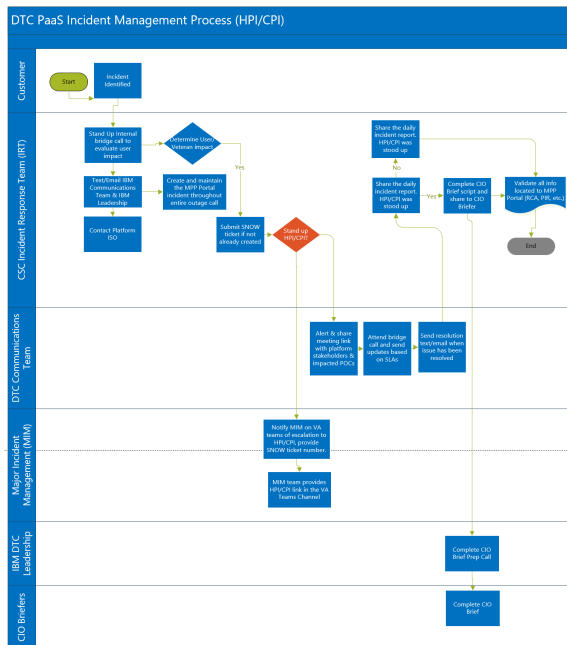 DTC PaaS Incident Management Process (HPI/CPI)
Customer
Start
Incident
Identified
CSC Incident Response Team (IRT)
Stand Up Internal
bridge call to
evaluate user
impact
Determine User/
Veteran impact
Yes
Text/Email IBM
Communications
Team & IBM
Leadership
Create and maintain
the MPP Portal
incident throughout
entire outage call
Contact Platform
ISO
Submit SNOW
ticket if not
already created
Stand up
HPI/CPI?
Share the daily
incident report.
HPI/CPI was
stood up
No
Share the daily
incident report.
HPI/CPI was
stood up
Yes
Complete CIO
Brief script and
share to CIO
Briefer
Validate all info
located to MPP
Portal (RCA, PIR, etc.)
End
DTC Communications
Team
Alert & share
meeting link
with platform
stakeholders &
impacted POCs
Attend bridge
call and send
updates based
on SLAs
Send resolution
text/email when
issue has been
resolved
Major Incident
Management (MIM)
Notify MIM on VA
teams of escalation to
HPI/CPI, provide
SNOW ticket number.
MIM team provides
HPI/CPI link in the VA
Teams Channel
IBM DTC
Leadership
Complete CIO
Brief Prep Call
CIO Briefers
Complete CIO
Brief